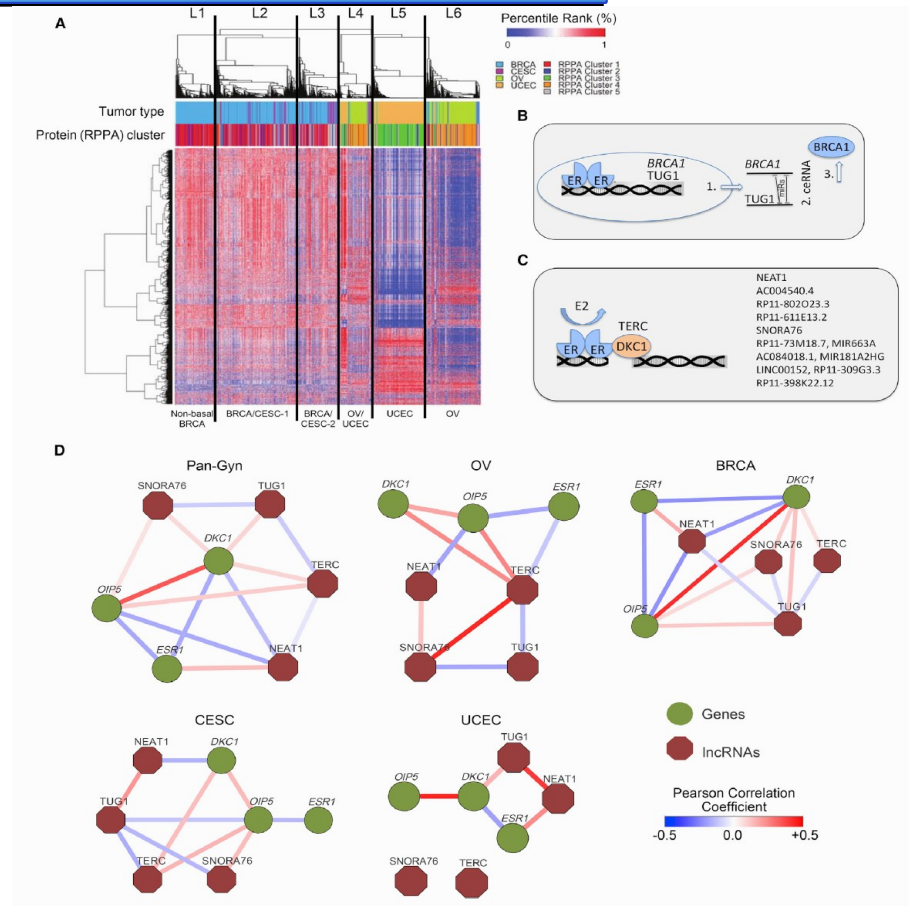 A
L1 L2 L3 L4 L5 L6
Percentile Rank (%)
0 1
BRCA RPPA Cluster 1
CESC RPPA Cluster 2
OV RPPA Cluster 3
UCEC RPPA Cluster 4
RPPA Cluster 5
Tumor type
Protein (RPPA) cluster
Non-basal BRCA/CESC-1 BRCA/ OV/ UCEC OV
BRCA CESC-2 UCEC
B
BRCA1
TUG1
ER ER
1.
BRCA1
TUG1
2. ceRNA
3.
BRCA1
C
E2
TERC
ER ER DKC1
NEAT1
AC004540.4
RP11-802O23.3
RP11-611E13.2
SNORA76
RP11-73M18.7, MIR663A
AC084018.1, MIR181A2HG
LINC00152, RP11-309G3.3
RP11-398K22.12
D
Pan-Gyn
SNORA76 TUG1
DKC1
TERC
OIP5
ESR1 NEAT1
OV
DKC1 OIP5 ESR1
NEAT1 TERC
SNORA76 TUG1
BRCA
ESR1 DKC1
NEAT1
SNORA76 TERC
OIP5 TUG1
CESC
NEAT1 DKC1
TUG1 OIP5 ESR1
TERC SNORA76
UCEC
TUG1
OIP5 DKC1 NEAT1
ESR1
SNORA76 TERC
Genes
lncRNAs
Pearson Correlation
Coefficient
-0.5 0.0 +0.5